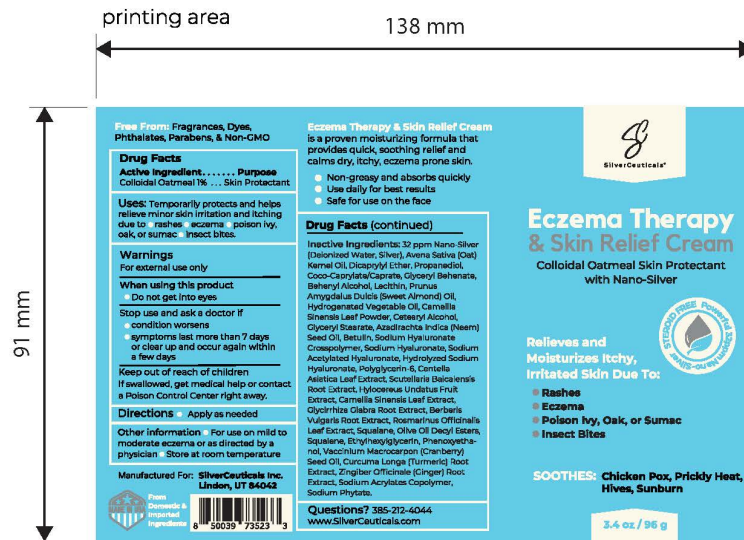 printing area
138 mm
91 mm
Free From: Fragrances, Dyes,
Phthalates, Parabens, & Non-GMO
Drug Facts
Active Ingredient...... Purpose
Colloidal Oatmeal 1% ... Skin Protectant
Uses: Temporarily protects and helps
relieve minor skin irritation and itching
due to • rashes • eczema • poison ivy,
oak, or sumac • insect bites.
Warnings
For external use only
When using this product
• Do not get into eyes
Stop use and ask a doctor if
• condition worsens
• symptoms last more than 7 days
or clear up and occur again within
a few days
Keep out of reach of children
If swallowed, get medical help or contact
a Poison Control Center right away.
Directions • Apply as needed
Other information • For use on mild to
moderate eczema or as directed by a
physician • Store at room temperature
Manufactured For: SilverCeuticals Inc.
Lindon, UT 84042
MADE IN USA
From
Domestic &
Imported
Ingredients
8 50039 73523 3
Eczema Therapy & Skin Relief Cream
is a proven moisturizing formula that
provides quick, soothing relief and
calms dry, itchy, eczema prone skin.
• Non-greasy and absorbs quickly
• Use daily for best results
• Safe for use on the face
Drug Facts (continued)
Inactive Ingredients: 32 ppm Nano-Silver
(Deionized Water, Silver), Avena Sativa (Oat)
Kernel Oil, Dicaprylyl Ether, Propanediol,
Coco-Caprylate/Caprate, Glyceryl Behenate,
Behenyl Alcohol, Lecithin, Prunus
Amygdalus Dulcis (Sweet Almond) Oil,
Hydrogenated Vegetable Oil, Camellia
Sinensis Leaf Powder, Cetearyl Alcohol,
Glyceryl Stearate, Azadirachta Indica (Neem)
Seed Oil, Betulin, Sodium Hyaluronate
Crosspolymer, Sodium Hyaluronate, Sodium
Acetylated Hyaluronate, Hydrolyzed Sodium
Hyaluronate, Polyglycerin-6, Centella
Asiatica Leaf Extract, Scutellaria Baicalensis
Root Extract, Hylocereus Undatus Fruit
Extract, Camellia Sinensis Leaf Extract,
Glycirrhiza Glabra Root Extract, Berberis
Vulgaris Root Extract, Rosmarinus Officinalis
Leaf Extract, Squalane, Olive Oil Decyl Esters,
Squalene, Ethylhexylglycerin, Phenoxyetha-
nol, Vaccinium Macrocarpon (Cranberry)
Seed Oil, Curcuma Longa (Turmeric) Root
Extract, Zingiber Officinale (Ginger) Root
Extract, Sodium Acrylates Copolymer,
Sodium Phytate.
Questions? 385-212-4044
www.SilverCeuticals.com
S
SilverCeuticals®
Eczema Therapy
& Skin Relief Cream
Colloidal Oatmeal Skin Protectant
with Nano-Silver
STEROID FREE Powerful 32ppm Nano-Silver
Relieves and
Moisturizes Itchy,
Irritated Skin Due To:
• Rashes
• Eczema
• Poison Ivy, Oak, or Sumac
• Insect Bites
SOOTHES: Chicken Pox, Prickly Heat,
Hives, Sunburn
3.4 oz / 96 g